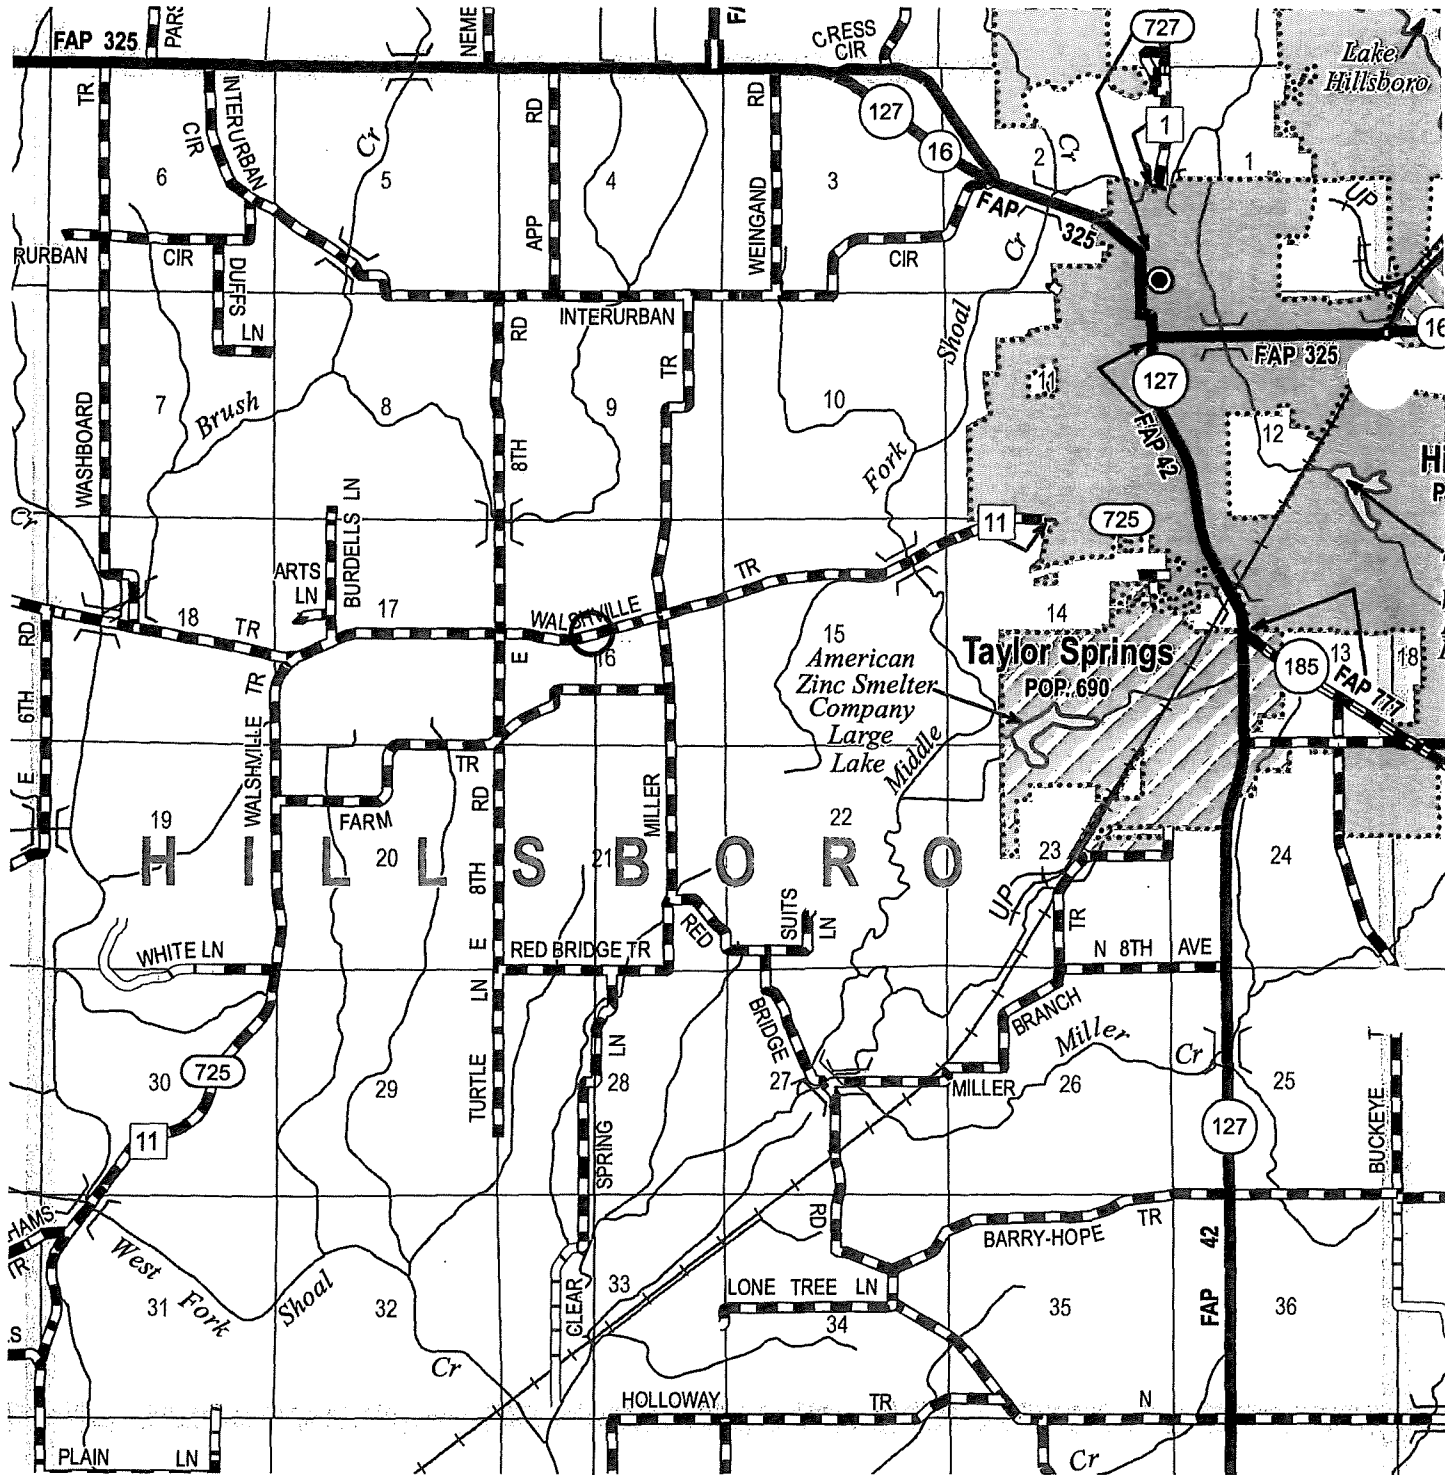 FAP 325
PARS
NEME
FA
CRESS
CIR
727
Lake
Hillsboro
TR
INTERURBAN
CIR
Cr
RD
RD
127
16
1
2
Cr
1
6
5
4
3
UP
APP
WEINGAND
FAP
325
RURBAN
CIR
DUFFS
LN
CIR
Cr
Shoal
INTERURBAN
RD
TR
FAP 325
16
127
11
FAP 42
12
7
Brush
8
9
10
WASHBOARD
8TH
Fork
Hi
P
Cr
BURDELLS LN
ARTS
LN
11
725
TR
WALSHVILLE
18
TR
17
14
RD
E
16
15
American
Zinc Smelter
Company
Large
Lake
Taylor Springs
POP. 690
13
18
185
FAP 777
6TH
TR
WALSHVILLE
E
TR
RD
MILLER
Middle
19
FARM
22
HILLSBORO
20
21
23
24
8TH
UP
TR
RED
SUITS
LN
WHITE LN
E
RED BRIDGE TR
N 8TH AVE
LN
BRIDGE
BRANCH
Miller
Cr
725
30
29
LN
28
27
MILLER
26
25
TURTLE
11
127
BUCKEYE
SPRING
HAMS
TR
RD
TR
BARRY-HOPE
42
West
Fork
Shoal
31
32
33
LONE TREE LN
34
35
36
CLEAR
FAP
S
Cr
HOLLOWAY
TR
N
PLAIN
LN
Cr